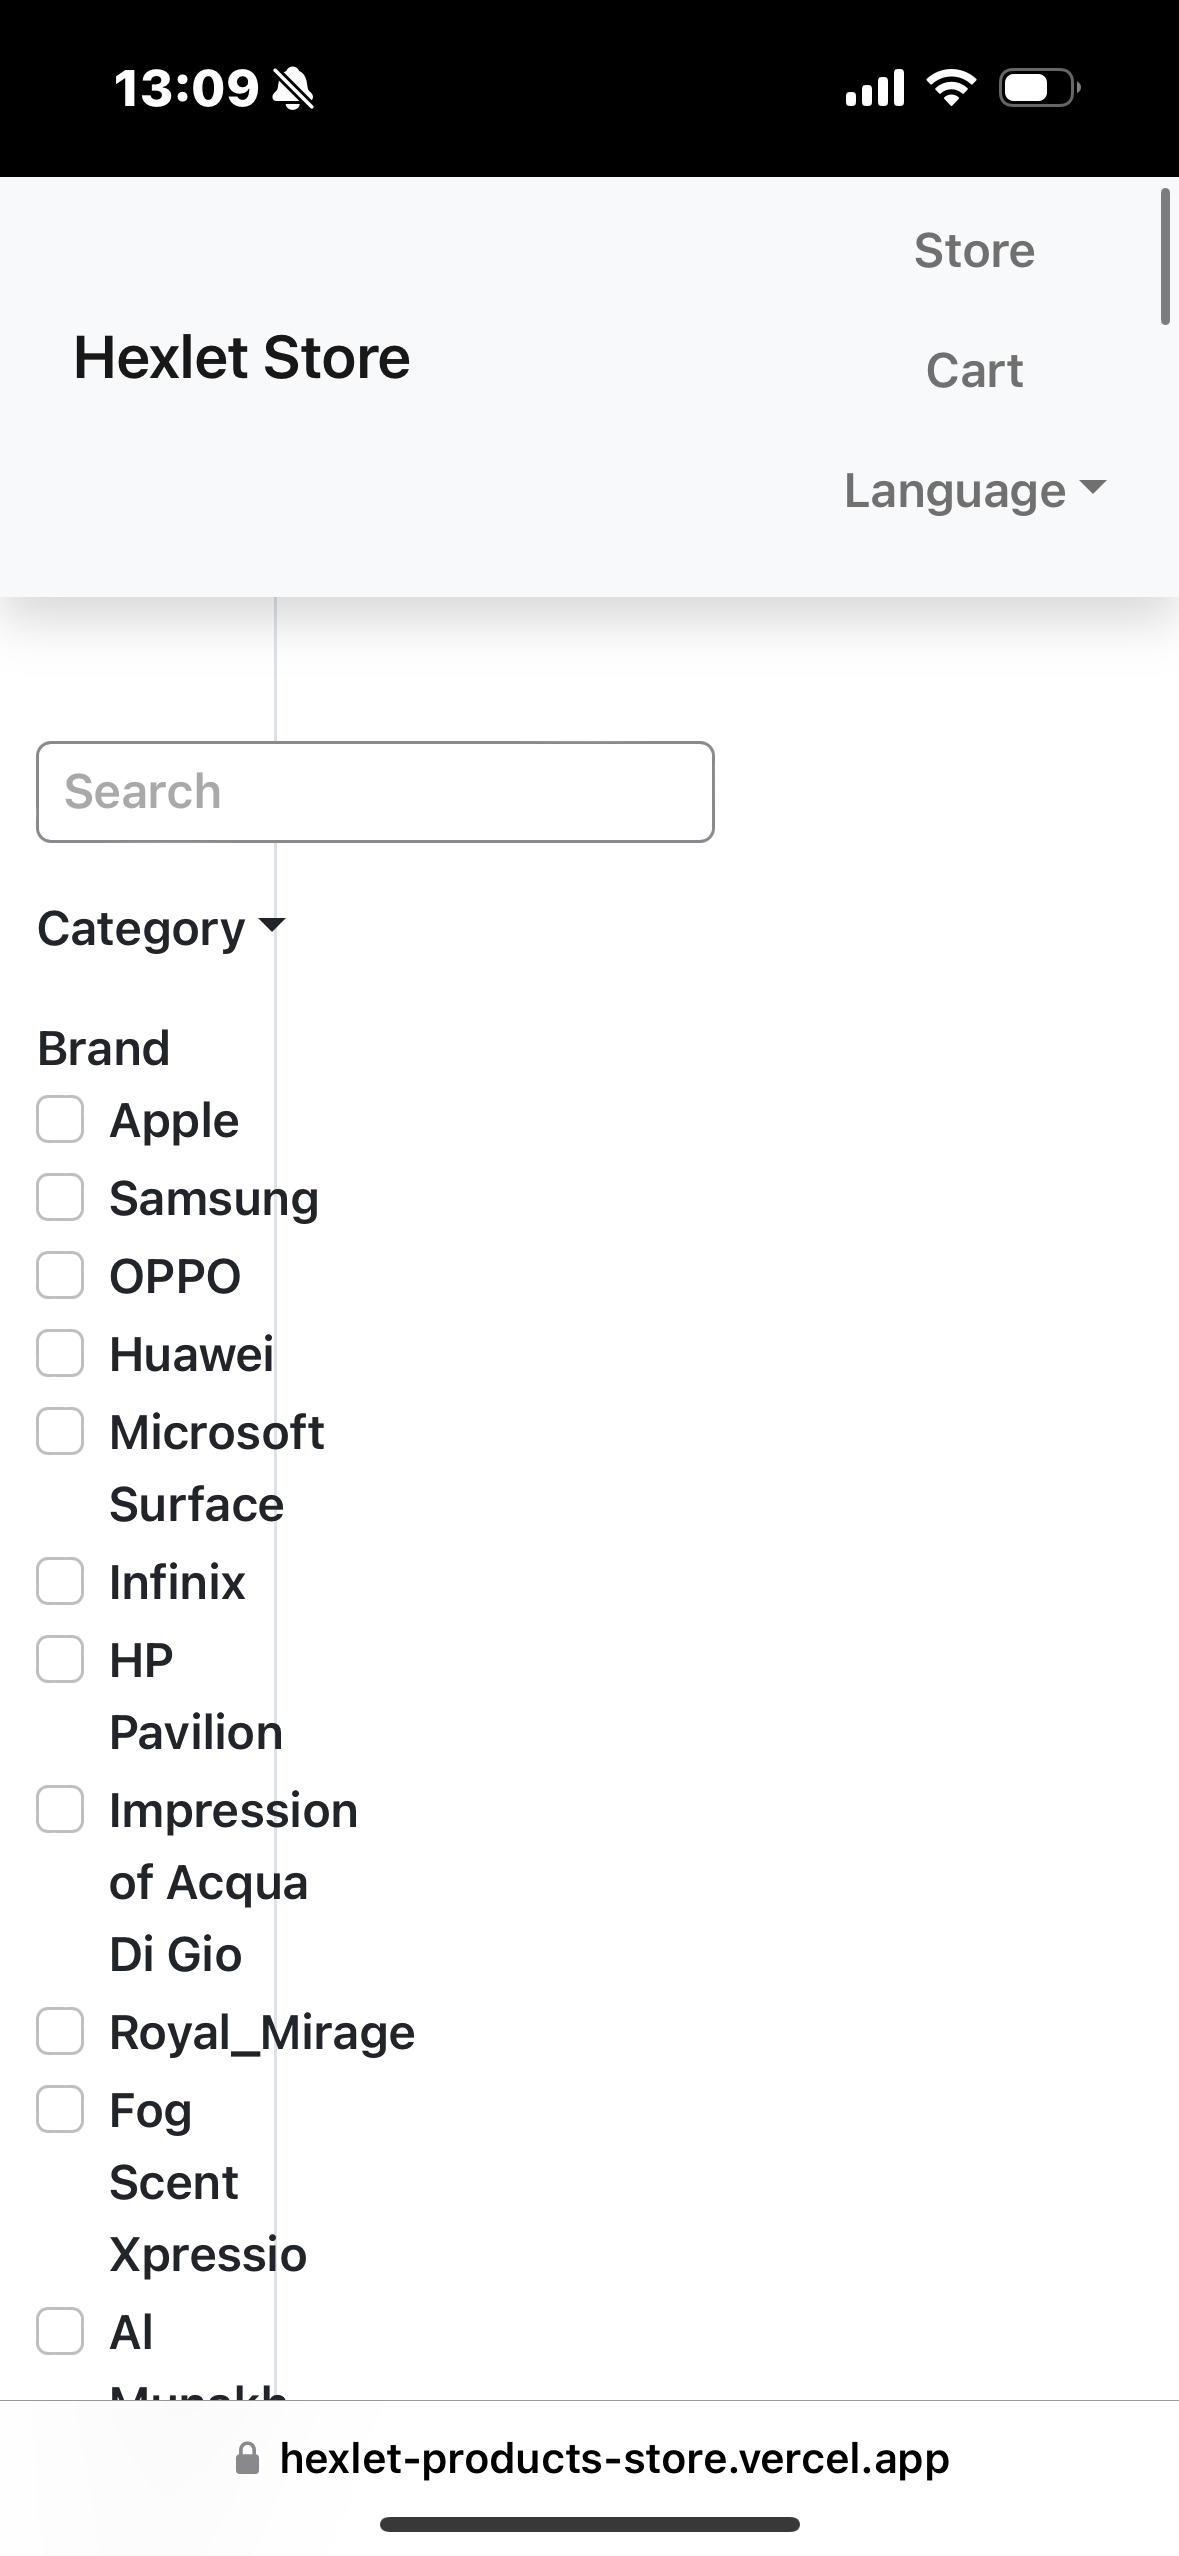 13:09
Store
Hexlet Store
Cart
Language
Search
Category
Brand
Apple
Samsung
OPPO
Huawei
Microsoft
Surface
Infinix
HP
Pavilion
Impression
of Acqua
Di Gio
Royal_Mirage
Fog
Scent
Xpressio
Al
Munakh
hexlet-products-store.vercel.app